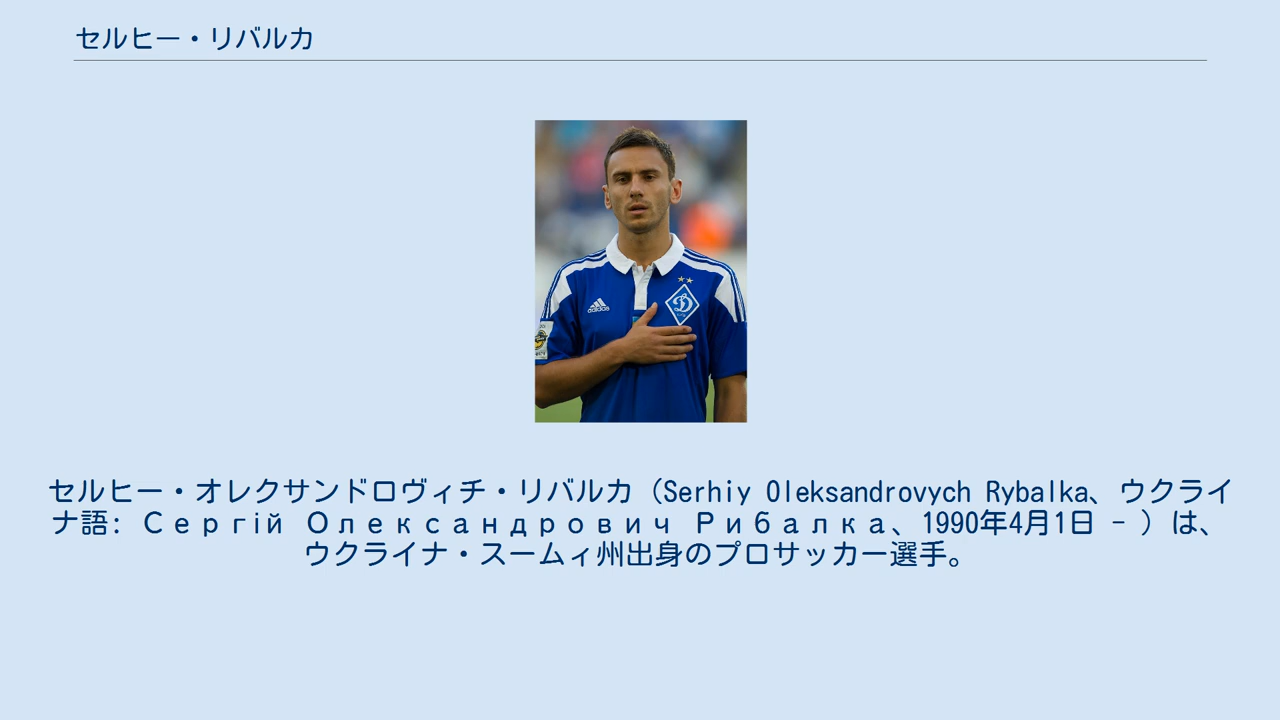 セルヒー・リバルカ
adidas
セルヒー・オレクサンドロヴィチ・リバルカ（Serhiy Oleksandrovych Rybalka、ウクライ
ナ語: Сергій Олександрович Рибалка、1990年4月1日 - ）は、
ウクライナ・スームィ州出身のプロサッカー選手。